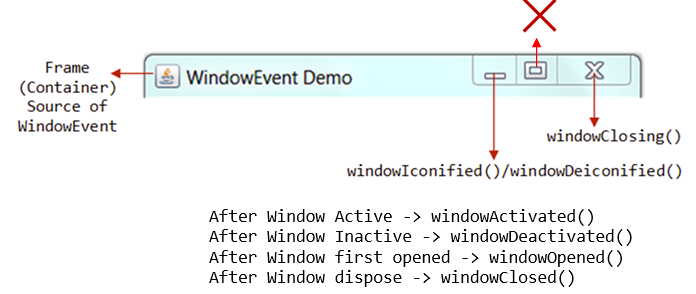 Frame
(Container)
Source of
WindowEvent
WindowEvent Demo
windowClosing()
windowIconified()/windowDeiconified()
After Window Active -> windowActivated()
After Window Inactive -> windowDeactivated()
After Window first opened -> windowOpened()
After Window dispose -> windowClosed()